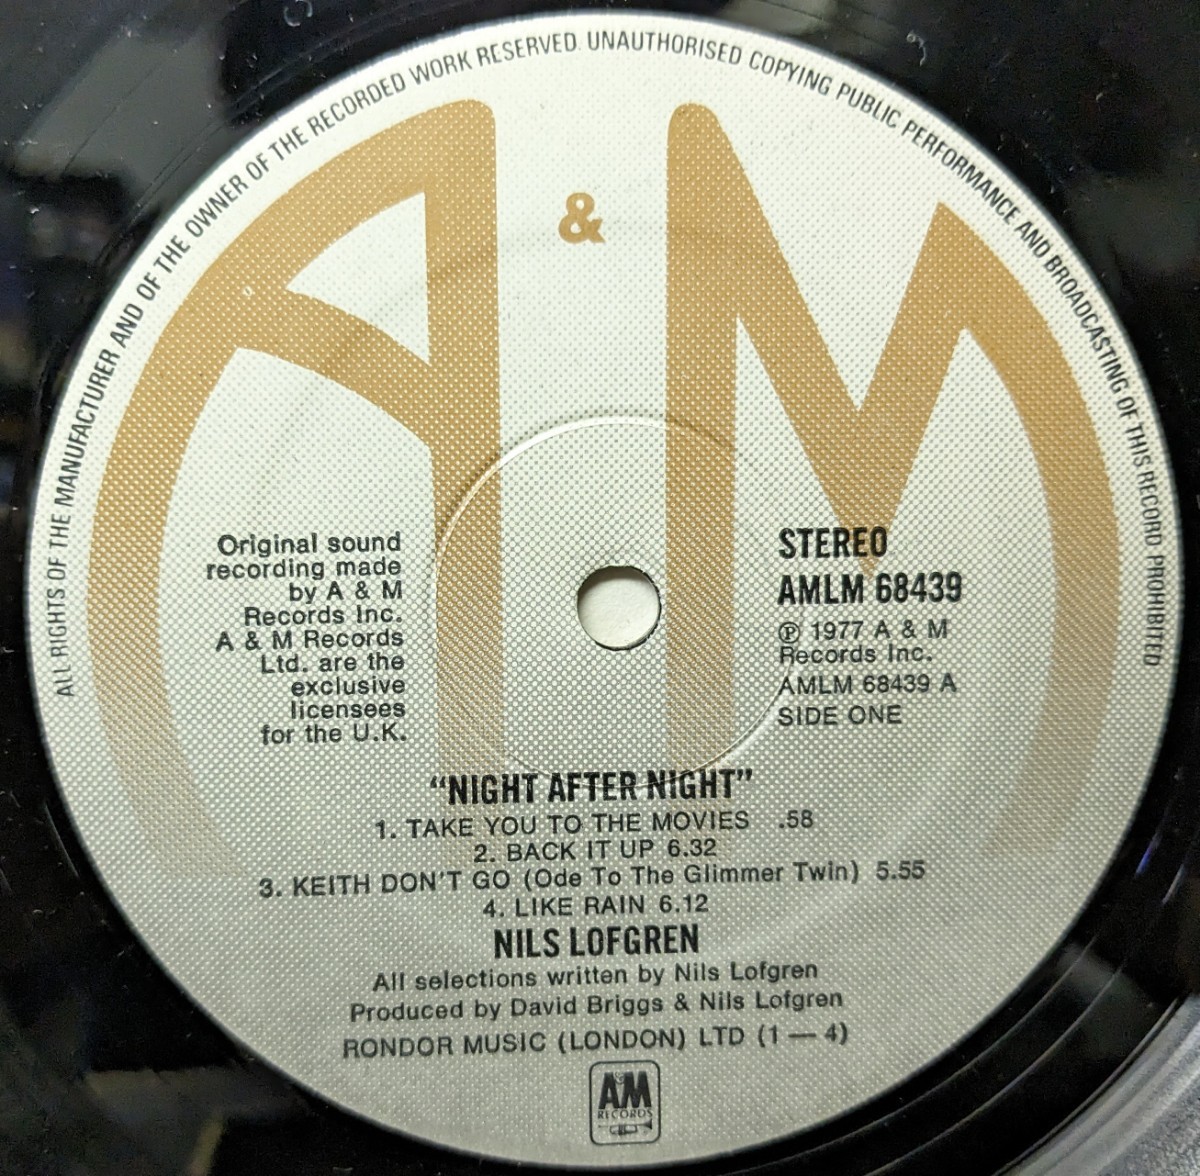 ALL RIGHTS OF THE MANUFACTURER AND OF THE OWNER OF THE RECORDED WORK RESERVED. UNAUTHORISED COPYING PUBLIC PERFORMANCE AND BROADCASTING OF THIS RECORD PROHIBITED
A & M
Original sound
recording made
by A & M
Records Inc.
A & M Records
Ltd. are the
exclusive
licensees
for the U.K.
STEREO
AMLM 68439
℗ 1977 A & M
Records Inc.
AMLM 68439 A
SIDE ONE
“NIGHT AFTER NIGHT”
1. TAKE YOU TO THE MOVIES .58
2. BACK IT UP 6.32
3. KEITH DON'T GO (Ode To The Glimmer Twin) 5.55
4. LIKE RAIN 6.12
NILS LOFGREN
All selections written by Nils Lofgren
Produced by David Briggs & Nils Lofgren
RONDOR MUSIC (LONDON) LTD (1 — 4)
AM
RECORDS